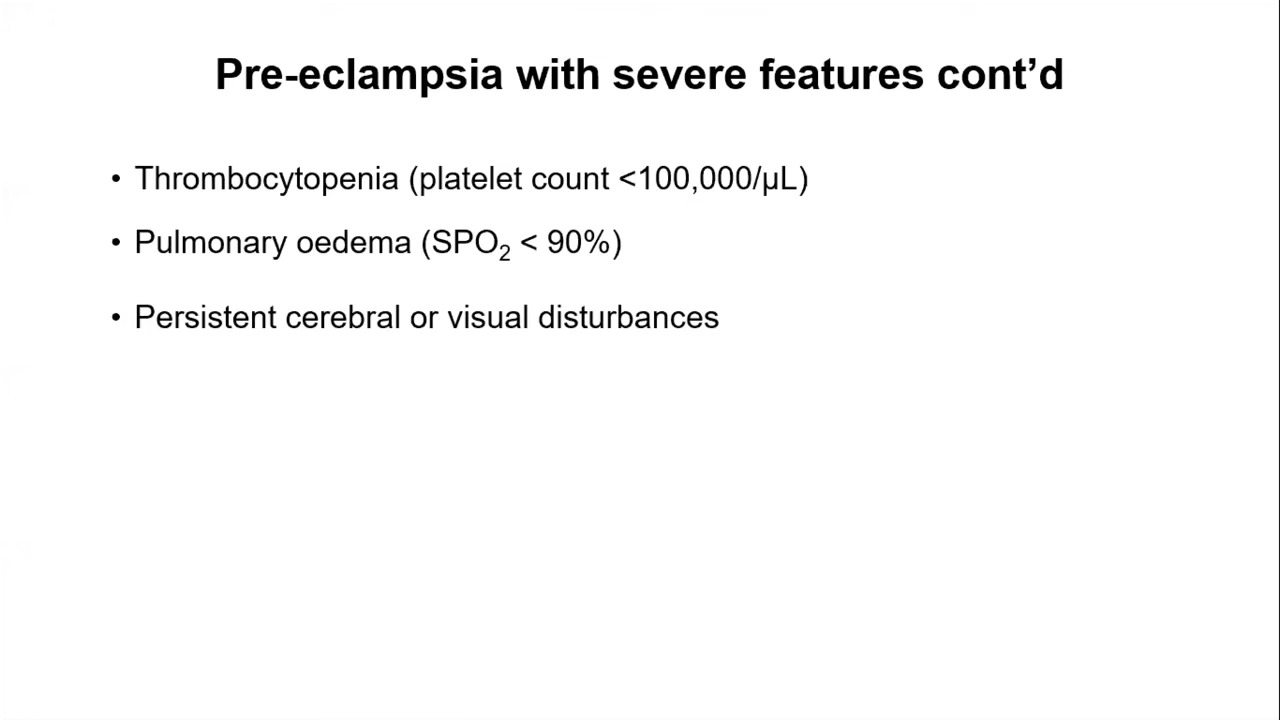 Pre-eclampsia with severe features cont’d
• Thrombocytopenia (platelet count <100,000/µL)
• Pulmonary oedema (SPO₂ < 90%)
• Persistent cerebral or visual disturbances